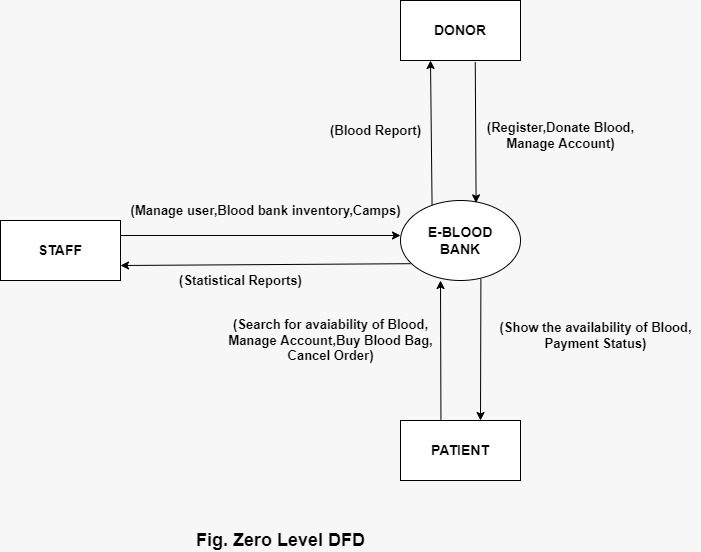 DONOR
(Blood Report)
(Register,Donate Blood,
Manage Account)
(Manage user,Blood bank inventory,Camps)
STAFF
E-BLOOD
BANK
(Statistical Reports)
(Search for avaiability of Blood,
Manage Account,Buy Blood Bag,
Cancel Order)
(Show the availability of Blood,
Payment Status)
PATIENT
Fig. Zero Level DFD